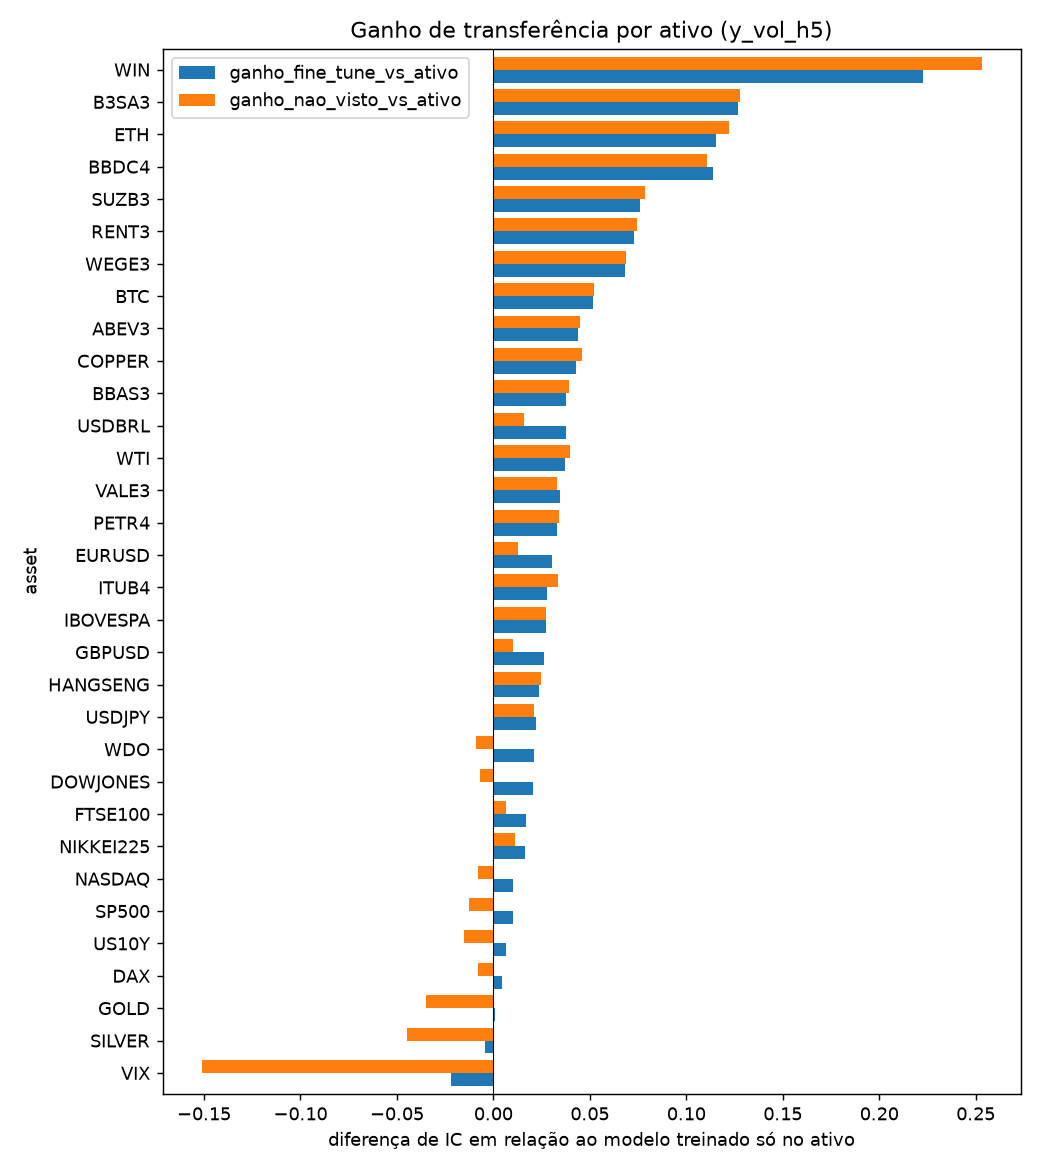 Ganho de transferência por ativo (y_vol_h5)
ganho_fine_tune_vs_ativo
ganho_nao_visto_vs_ativo
WIN
B3SA3
ETH
BBDC4
SUZB3
RENT3
WEGE3
BTC
ABEV3
COPPER
BBAS3
USDBRL
WTI
VALE3
PETR4
EURUSD
ITUB4
IBOVESPA
GBPUSD
HANGSENG
USDJPY
WDO
DOWJONES
FTSE100
NIKKEI225
NASDAQ
SP500
US10Y
DAX
GOLD
SILVER
VIX
asset
−0.15 −0.10 −0.05 0.00 0.05 0.10 0.15 0.20 0.25
diferença de IC em relação ao modelo treinado só no ativo